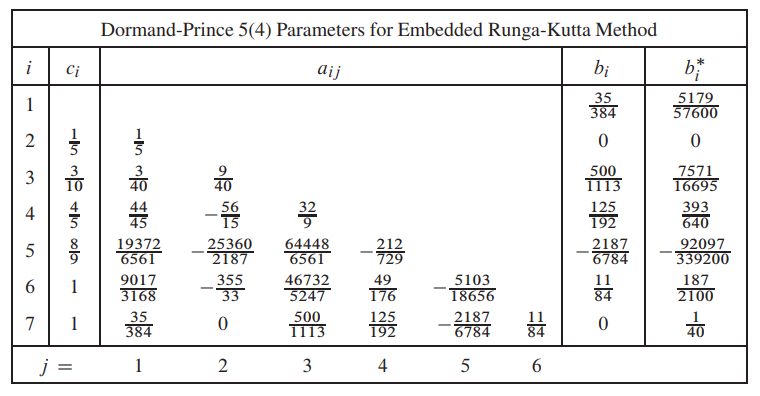 Dormand-Prince 5(4) Parameters for Embedded Runga-Kutta Method
i c_i a_{ij} b_i b_i^*
1 35/384 5179/57600
2 1/5 1/5 0 0
3 3/10 3/40 9/40 500/1113 7571/16695
4 4/5 44/45 −56/15 32/9 125/192 393/640
5 8/9 19372/6561 −25360/2187 64448/6561 −212/729 −2187/6784 −92097/339200
6 1 9017/3168 −355/33 46732/5247 49/176 −5103/18656 11/84 187/2100
7 1 35/384 0 500/1113 125/192 −2187/6784 11/84 0 1/40
j = 1 2 3 4 5 6